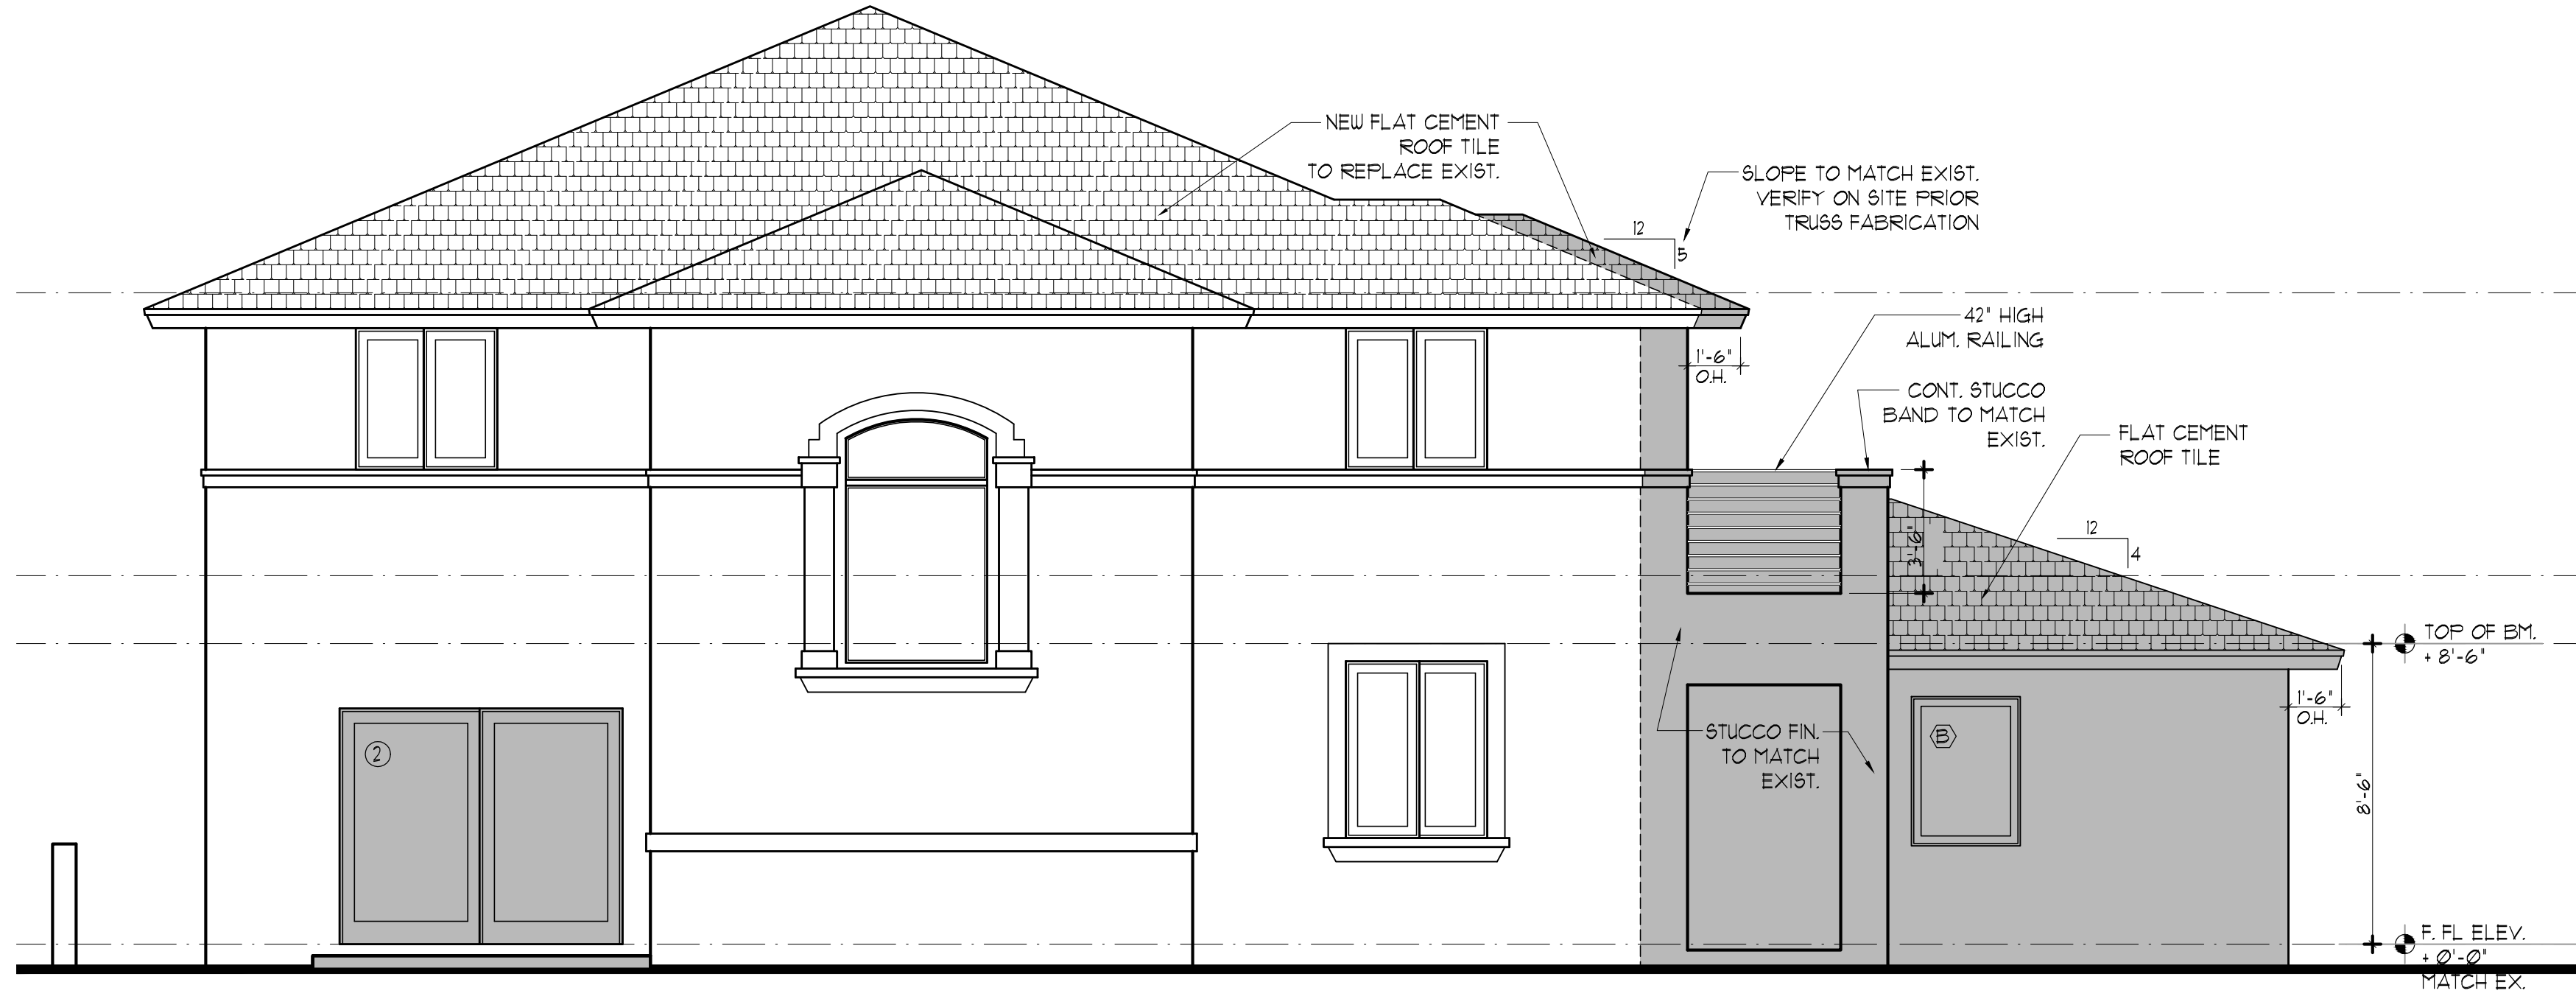 NEW FLAT CEMENT
ROOF TILE
TO REPLACE EXIST.
SLOPE TO MATCH EXIST.
VERIFY ON SITE PRIOR
TRUSS FABRICATION
12
5
42" HIGH
ALUM. RAILING
1'-6"
O.H.
CONT. STUCCO
BAND TO MATCH
EXIST.
FLAT CEMENT
ROOF TILE
12
4
3'-6"
TOP OF BM.
+ 8'-6"
1'-6"
O.H.
2
STUCCO FIN.
TO MATCH
EXIST.
B
8'-6"
F. FL ELEV.
+ 0'-0"
MATCH EX.